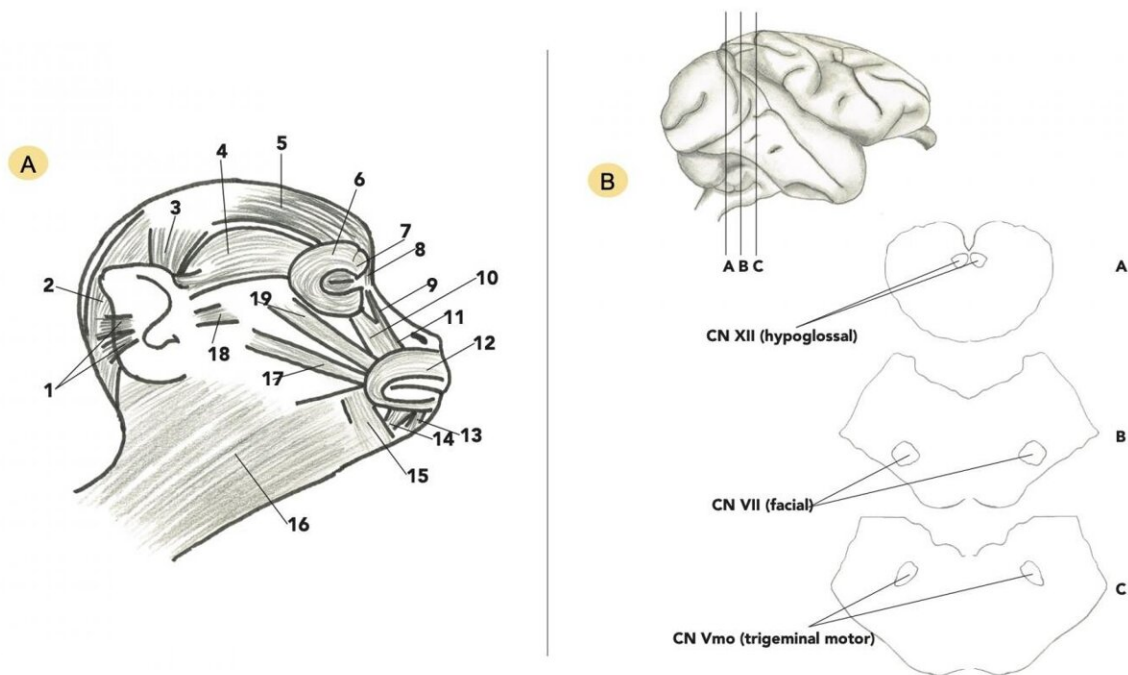 A
1
2
3
4
5
6
7
8
9
10
11
12
13
14
15
16
17
18
19
B
A B C
A
CN XII (hypoglossal)
B
CN VII (facial)
C
CN Vmo (trigeminal motor)